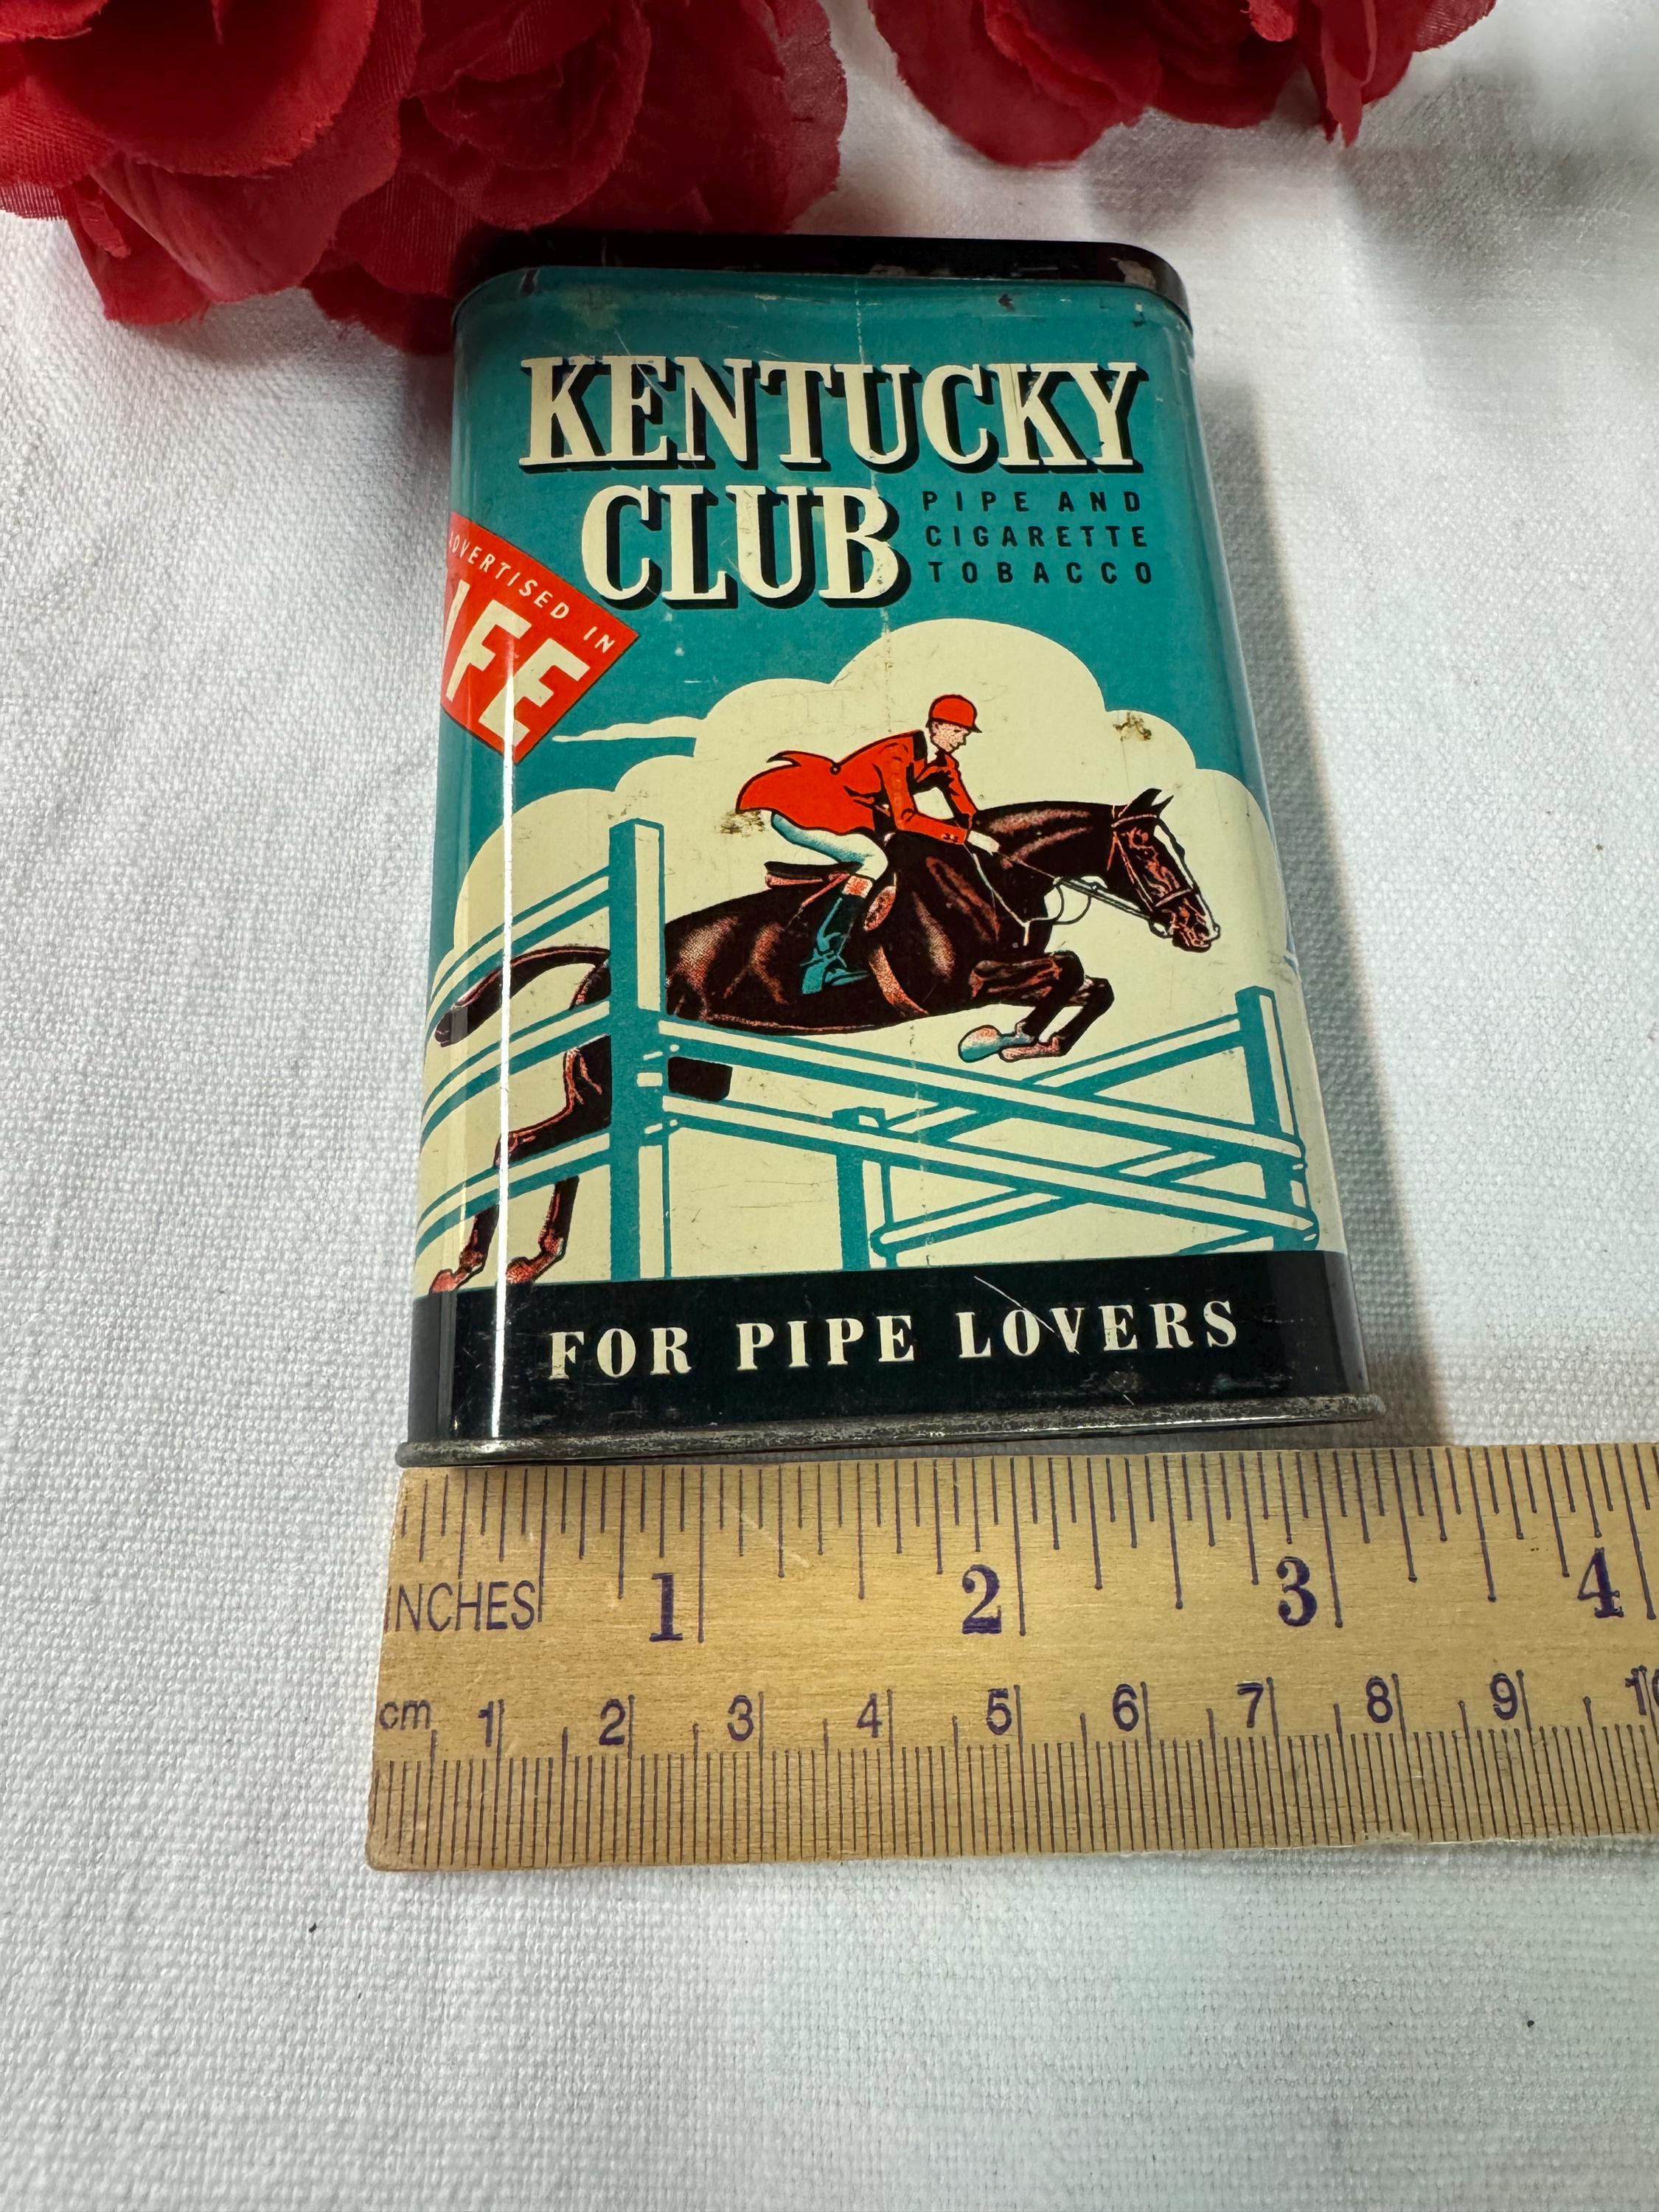 KENTUCKY
CLUB
PIPE AND
CIGARETTE
TOBACCO
ADVERTISED IN
IFE
FOR PIPE LOVERS
1 2 3 4
INCHES
cm 1 2 3 4 5 6 7 8 9 10